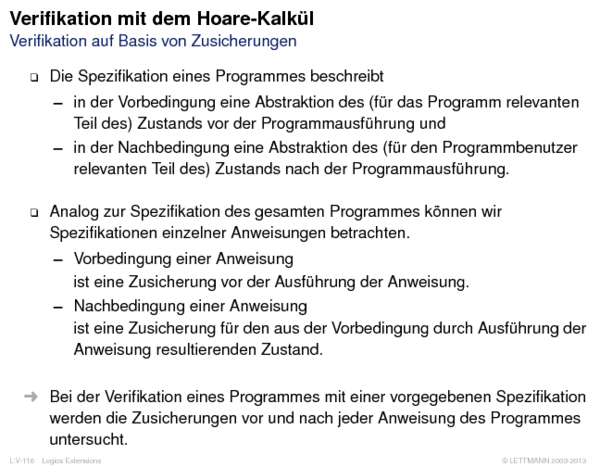 Verifikation mit dem Hoare-Kalkül
Verifikation auf Basis von Zusicherungen
❑ Die Spezifikation eines Programmes beschreibt
– in der Vorbedingung eine Abstraktion des (für das Programm relevanten
Teil des) Zustands vor der Programmausführung und
– in der Nachbedingung eine Abstraktion des (für den Programmbenutzer
relevanten Teil des) Zustands nach der Programmausführung.
❑ Analog zur Spezifikation des gesamten Programmes können wir
Spezifikationen einzelner Anweisungen betrachten.
– Vorbedingung einer Anweisung
ist eine Zusicherung vor der Ausführung der Anweisung.
– Nachbedingung einer Anweisung
ist eine Zusicherung für den aus der Vorbedingung durch Ausführung der
Anweisung resultierenden Zustand.
➜ Bei der Verifikation eines Programmes mit einer vorgegebenen Spezifikation
werden die Zusicherungen vor und nach jeder Anweisung des Programmes
untersucht.
L:V-116 Logics Extensions © LETTMANN 2003-2013